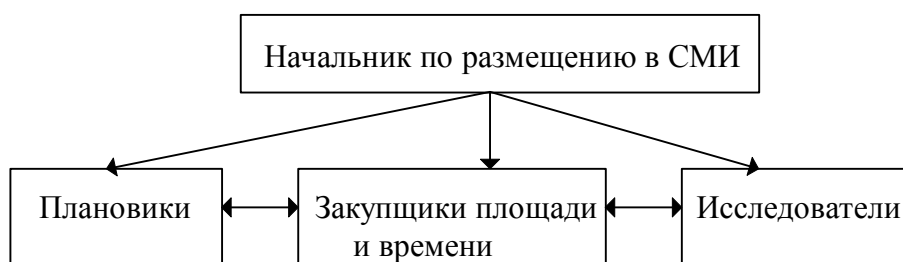 Начальник по размещению в СМИ
Плановики
Закупщики площади
и времени
Исследователи